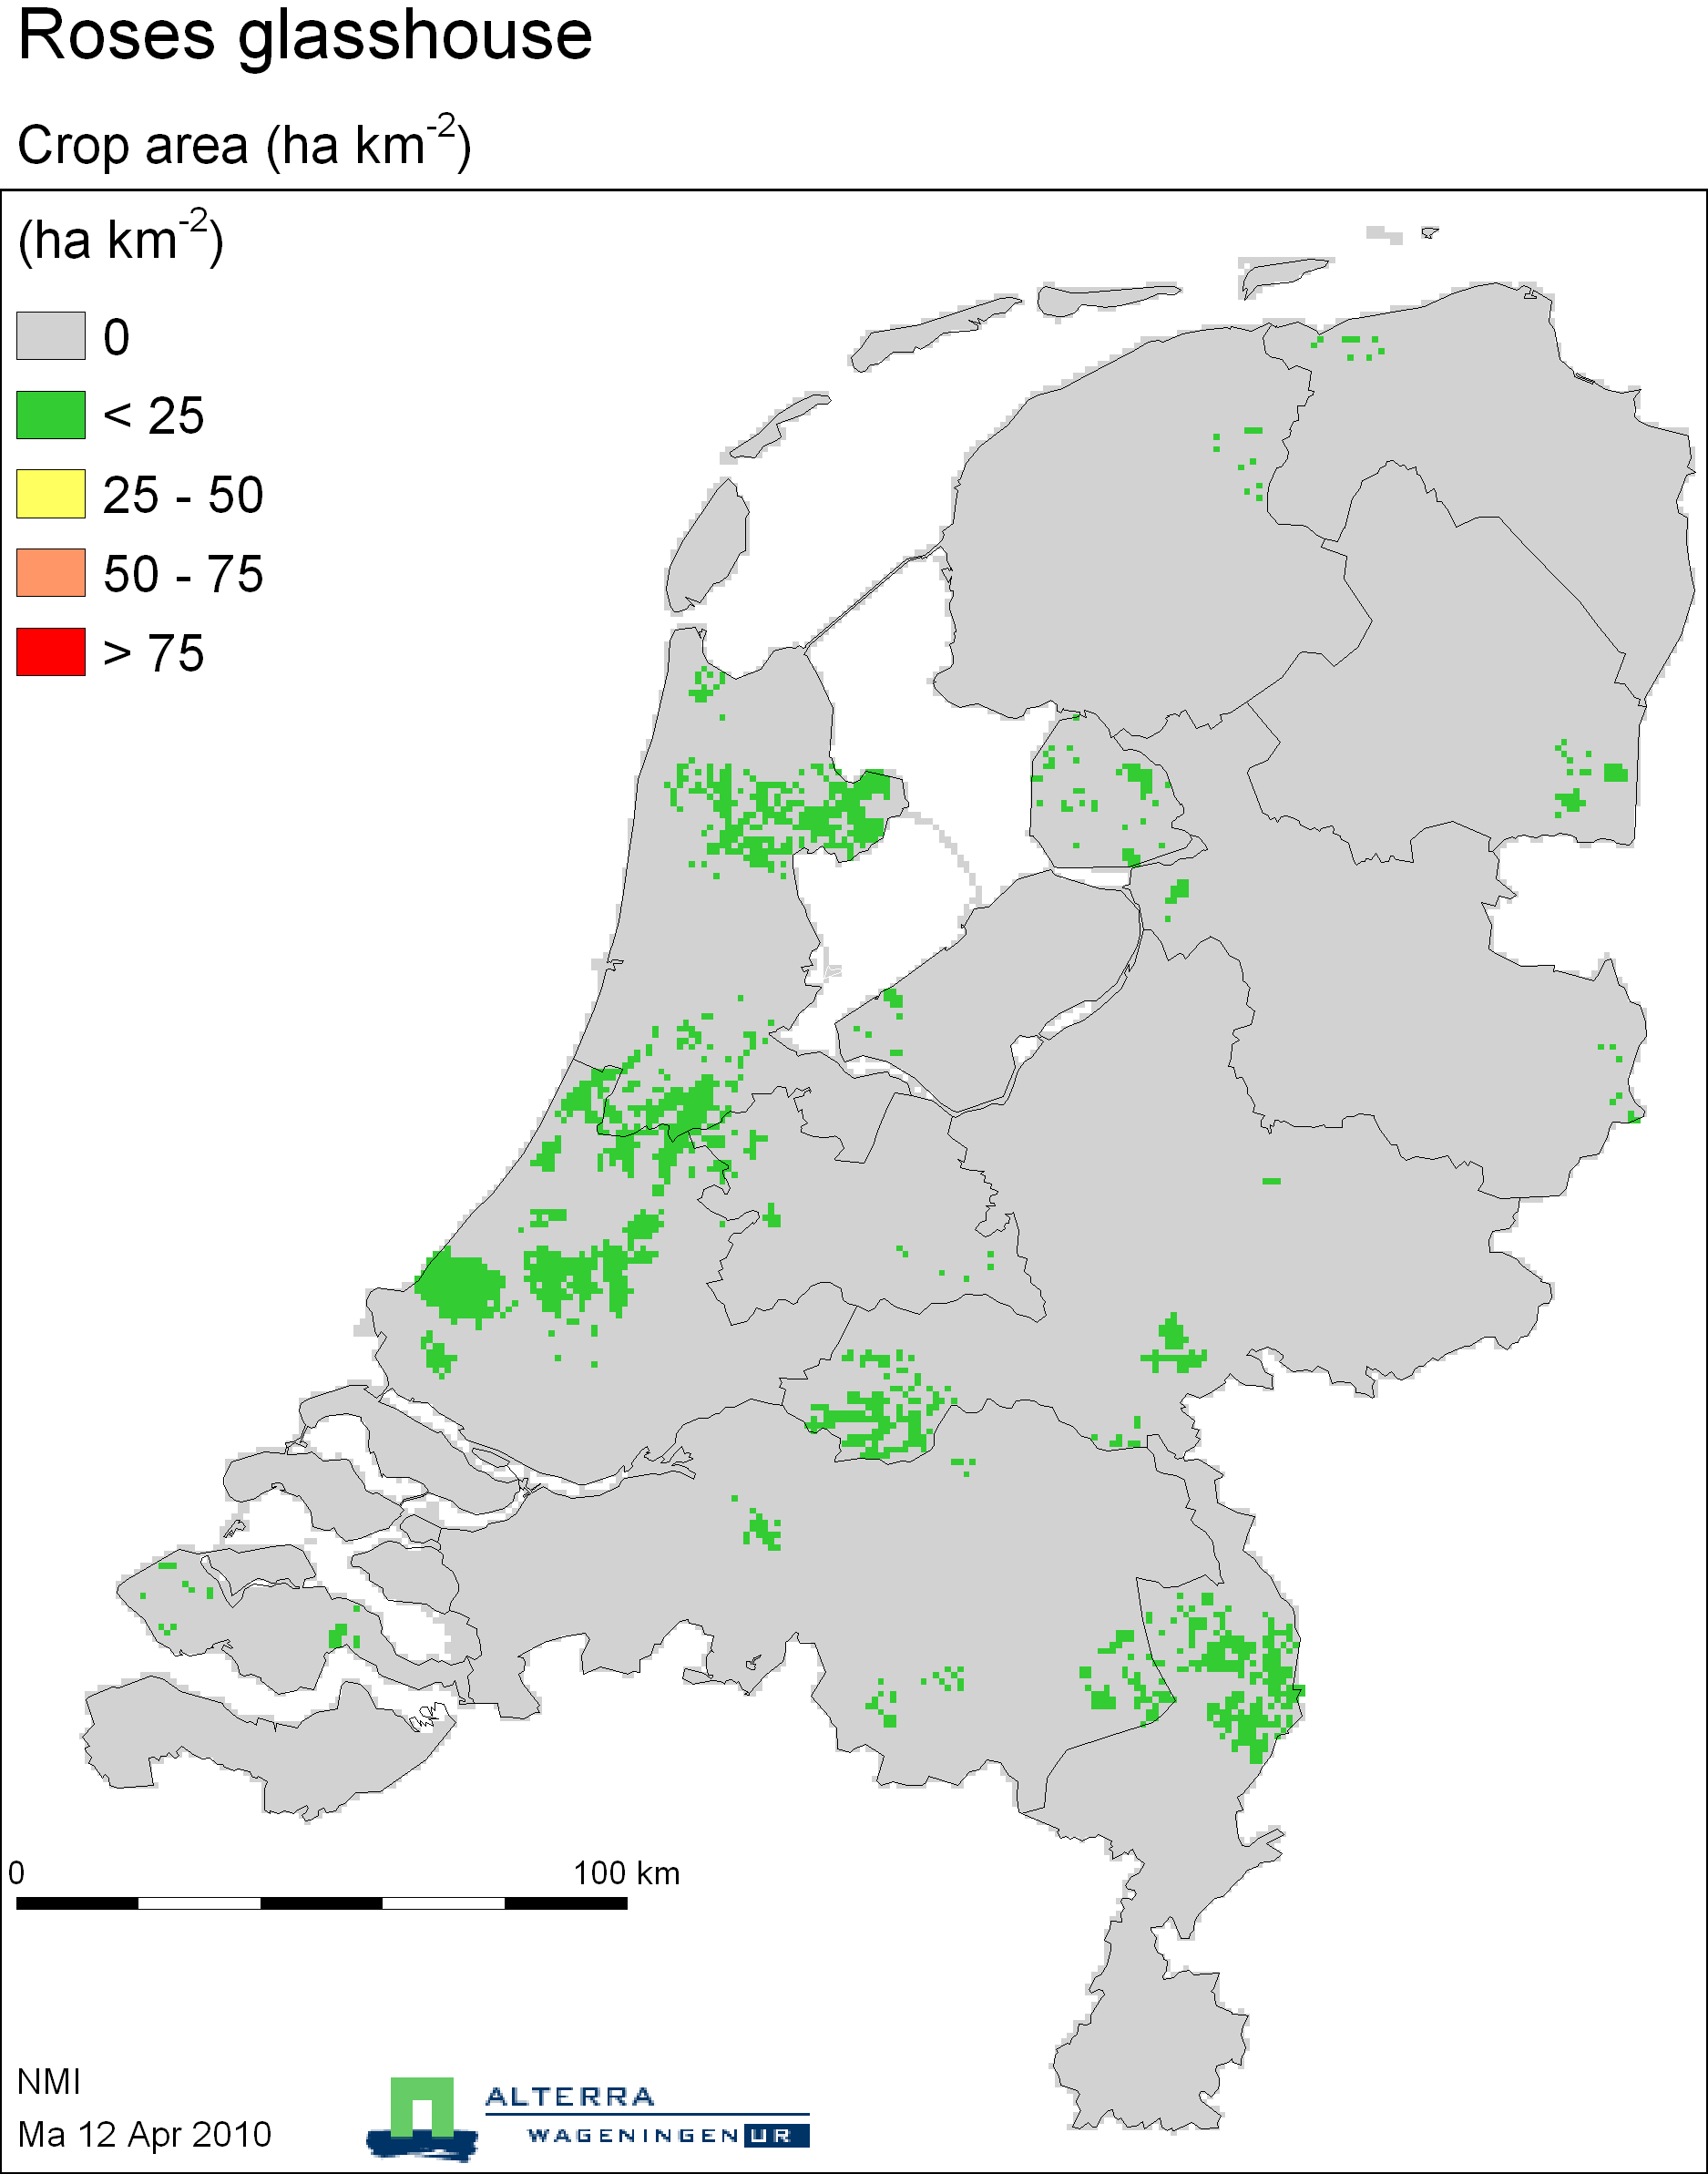 Roses glasshouse
Crop area (ha km-2)
(ha km-2)
0
< 25
25 - 50
50 - 75
> 75
0 100 km
NMI
Ma 12 Apr 2010
ALTERRA
WAGENINGEN UR